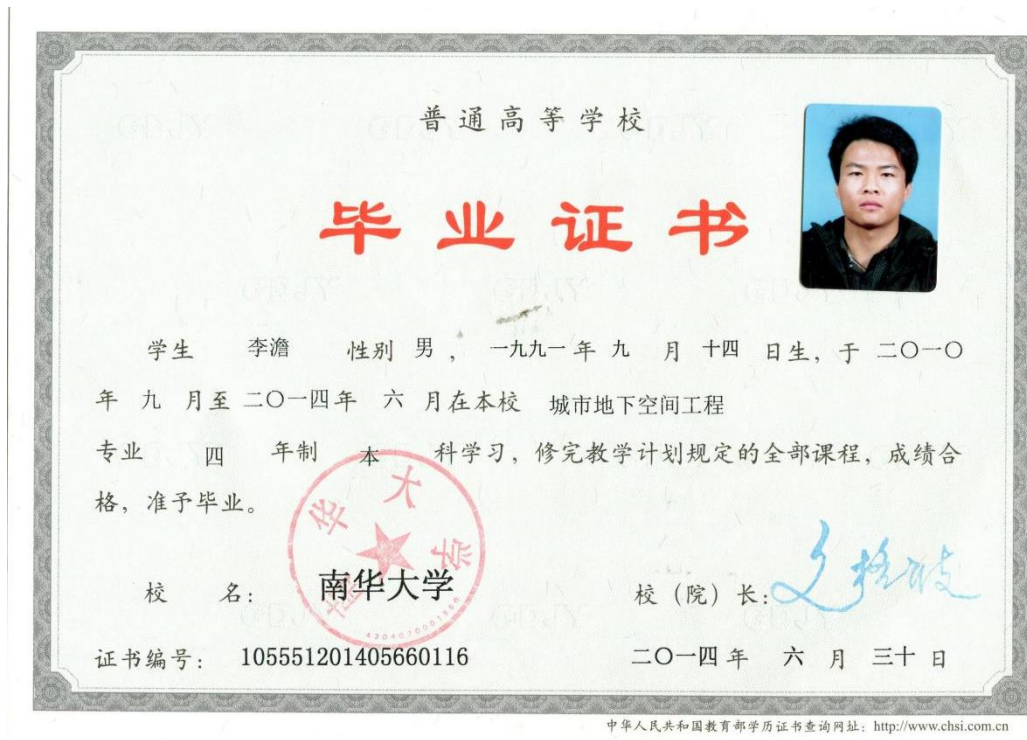 普通高等学校
毕业证书
学生 李澹 性别 男 ， 一九九一 年 九 月 十四 日生，于 二〇一〇
年 九 月至 二〇一四年 六 月在本校 城市地下空间工程
专业 四 年制 本 科学习，修完教学计划规定的全部课程，成绩合
格，准予毕业。
校 名： 南华大学 校（院）长：
南华大学
证书编号： 105551201405660116 二〇一四 年 六 月 三十 日
中华人民共和国教育部学历证书查询网址：http://www.chsi.com.cn